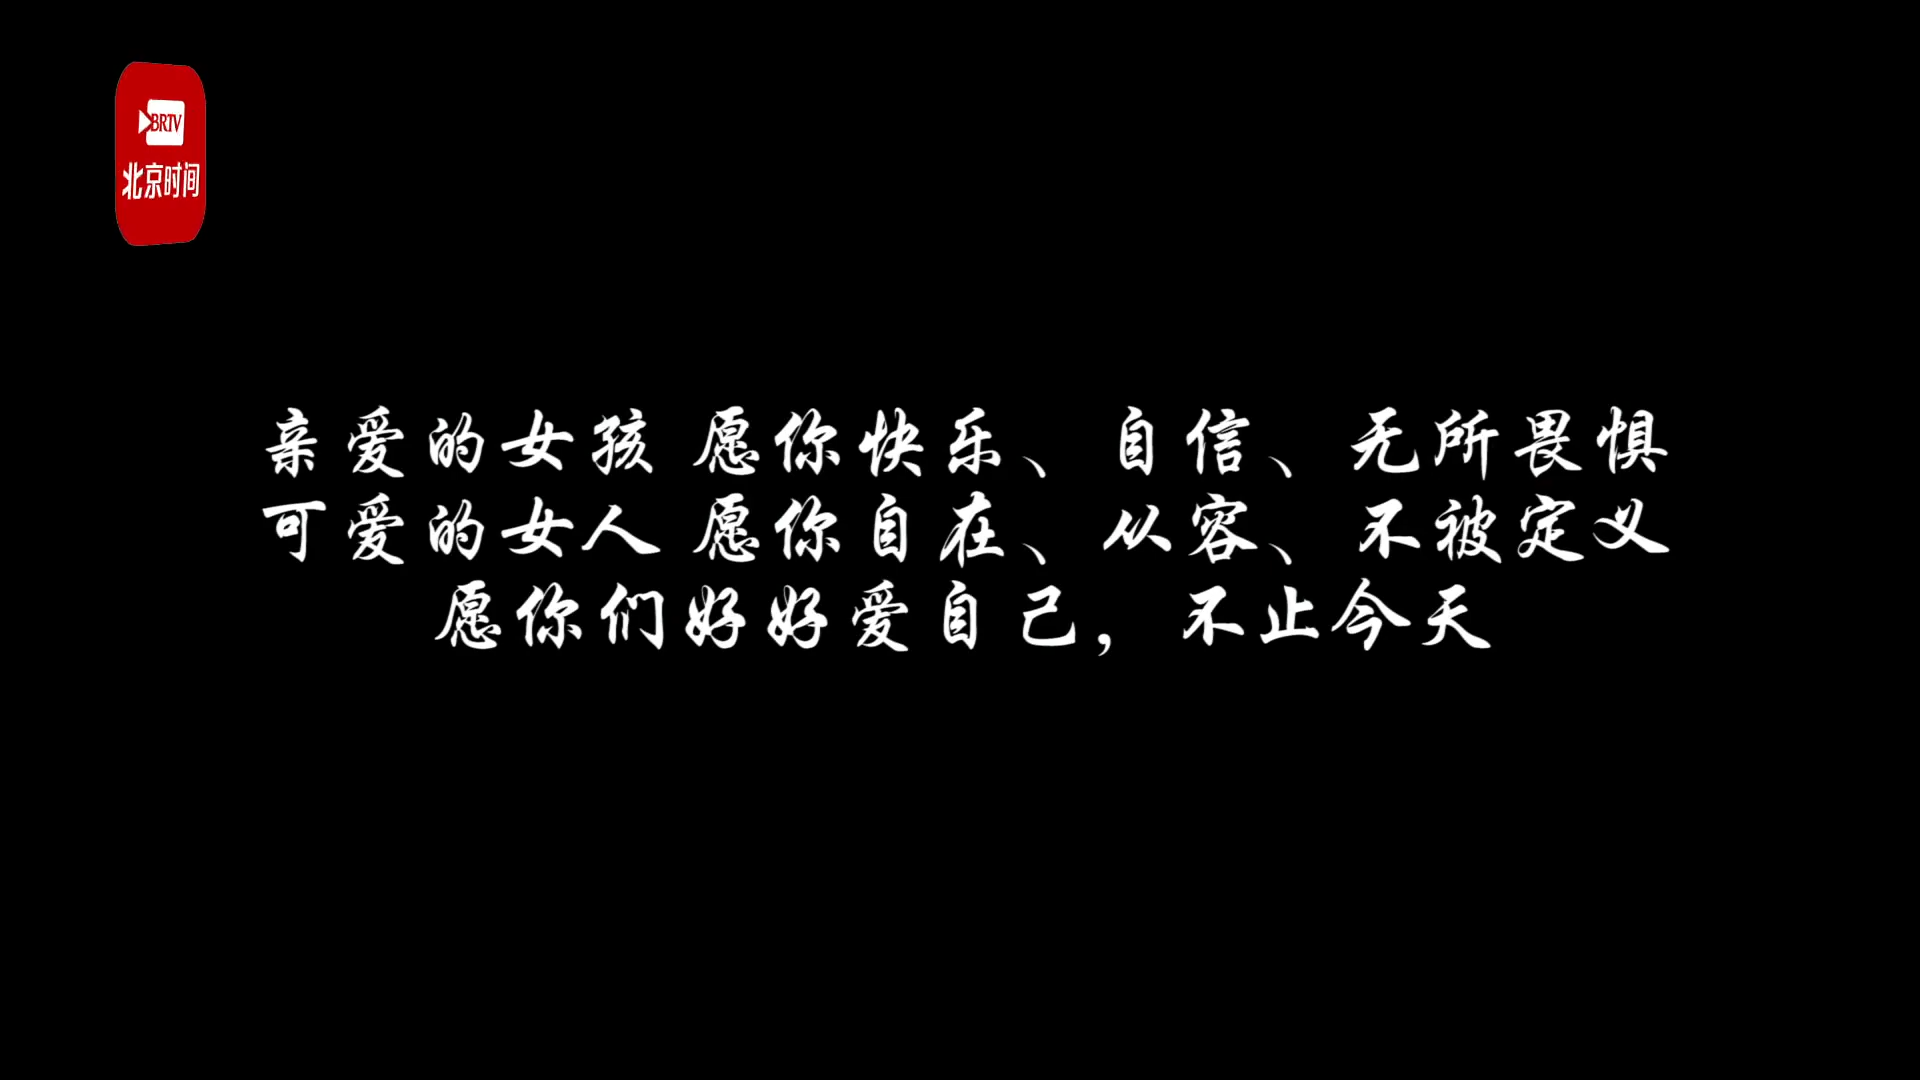 BRTV
北京时间
亲爱的女孩 愿你快乐、自信、无所畏惧
可爱的女人 愿你自在、从容、不被定义
愿你们好好爱自己，不止今天